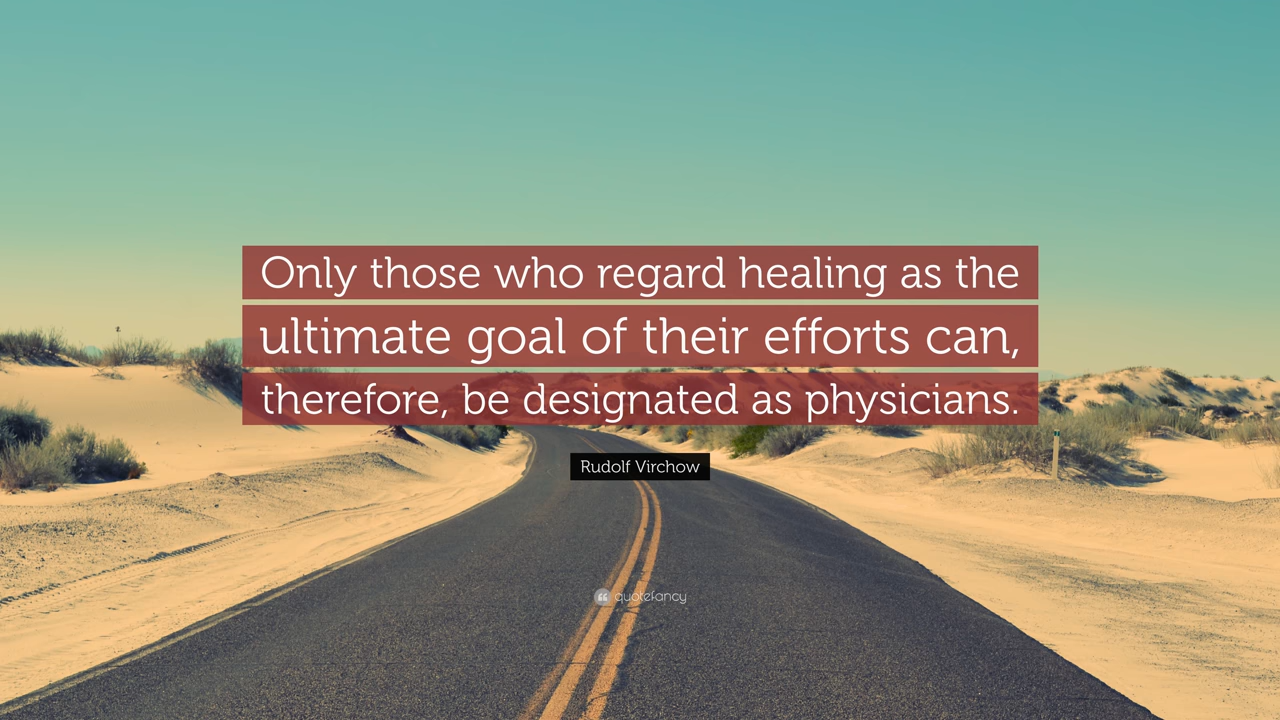 Only those who regard healing as the
ultimate goal of their efforts can,
therefore, be designated as physicians.
Rudolf Virchow
quotefancy